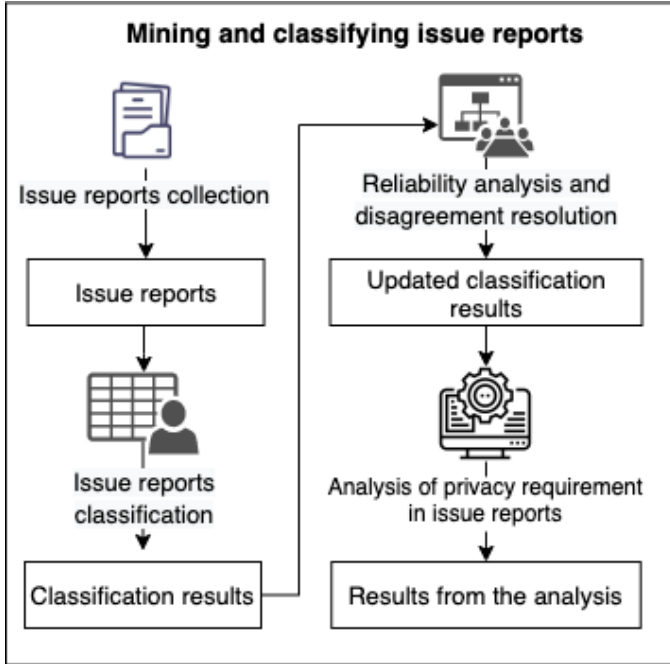 Mining and classifying issue reports
Issue reports collection
Issue reports
Issue reports
classification
Classification results
Reliability analysis and
disagreement resolution
Updated classification
results
Analysis of privacy requirement
in issue reports
Results from the analysis